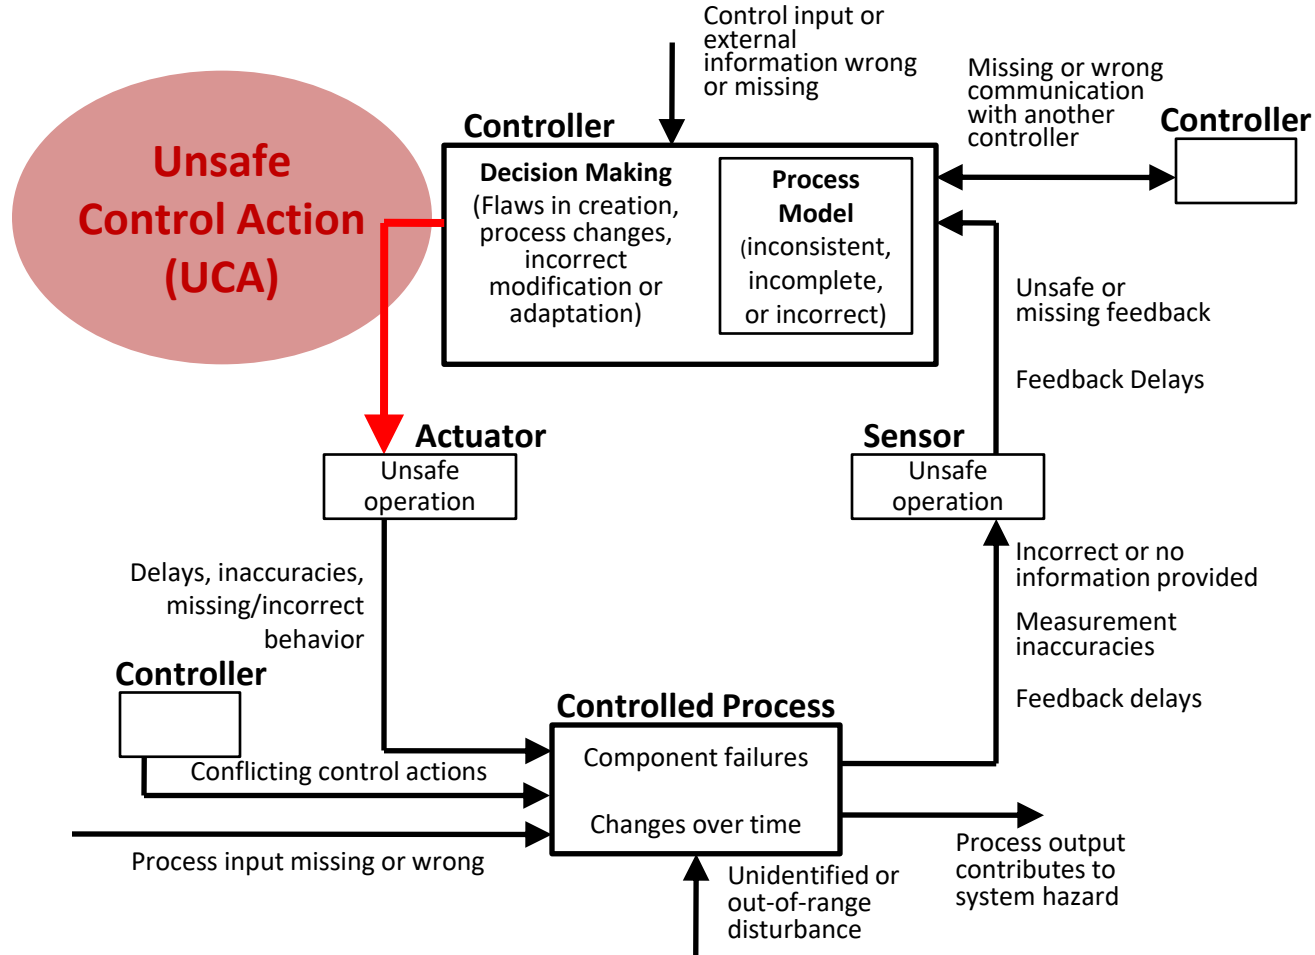 Control input or
external
information wrong
or missing
Missing or wrong
communication
with another
controller
Controller
Controller
Unsafe
Control Action
(UCA)
Decision Making
(Flaws in creation,
process changes,
incorrect
modification or
adaptation)
Process
Model
(inconsistent,
incomplete,
or incorrect)
Unsafe or
missing feedback
Feedback Delays
Actuator
Unsafe
operation
Sensor
Unsafe
operation
Delays, inaccuracies,
missing/incorrect
behavior
Incorrect or no
information provided
Measurement
inaccuracies
Feedback delays
Controller
Conflicting control actions
Process input missing or wrong
Controlled Process
Component failures
Changes over time
Process output
contributes to
system hazard
Unidentified or
out-of-range
disturbance